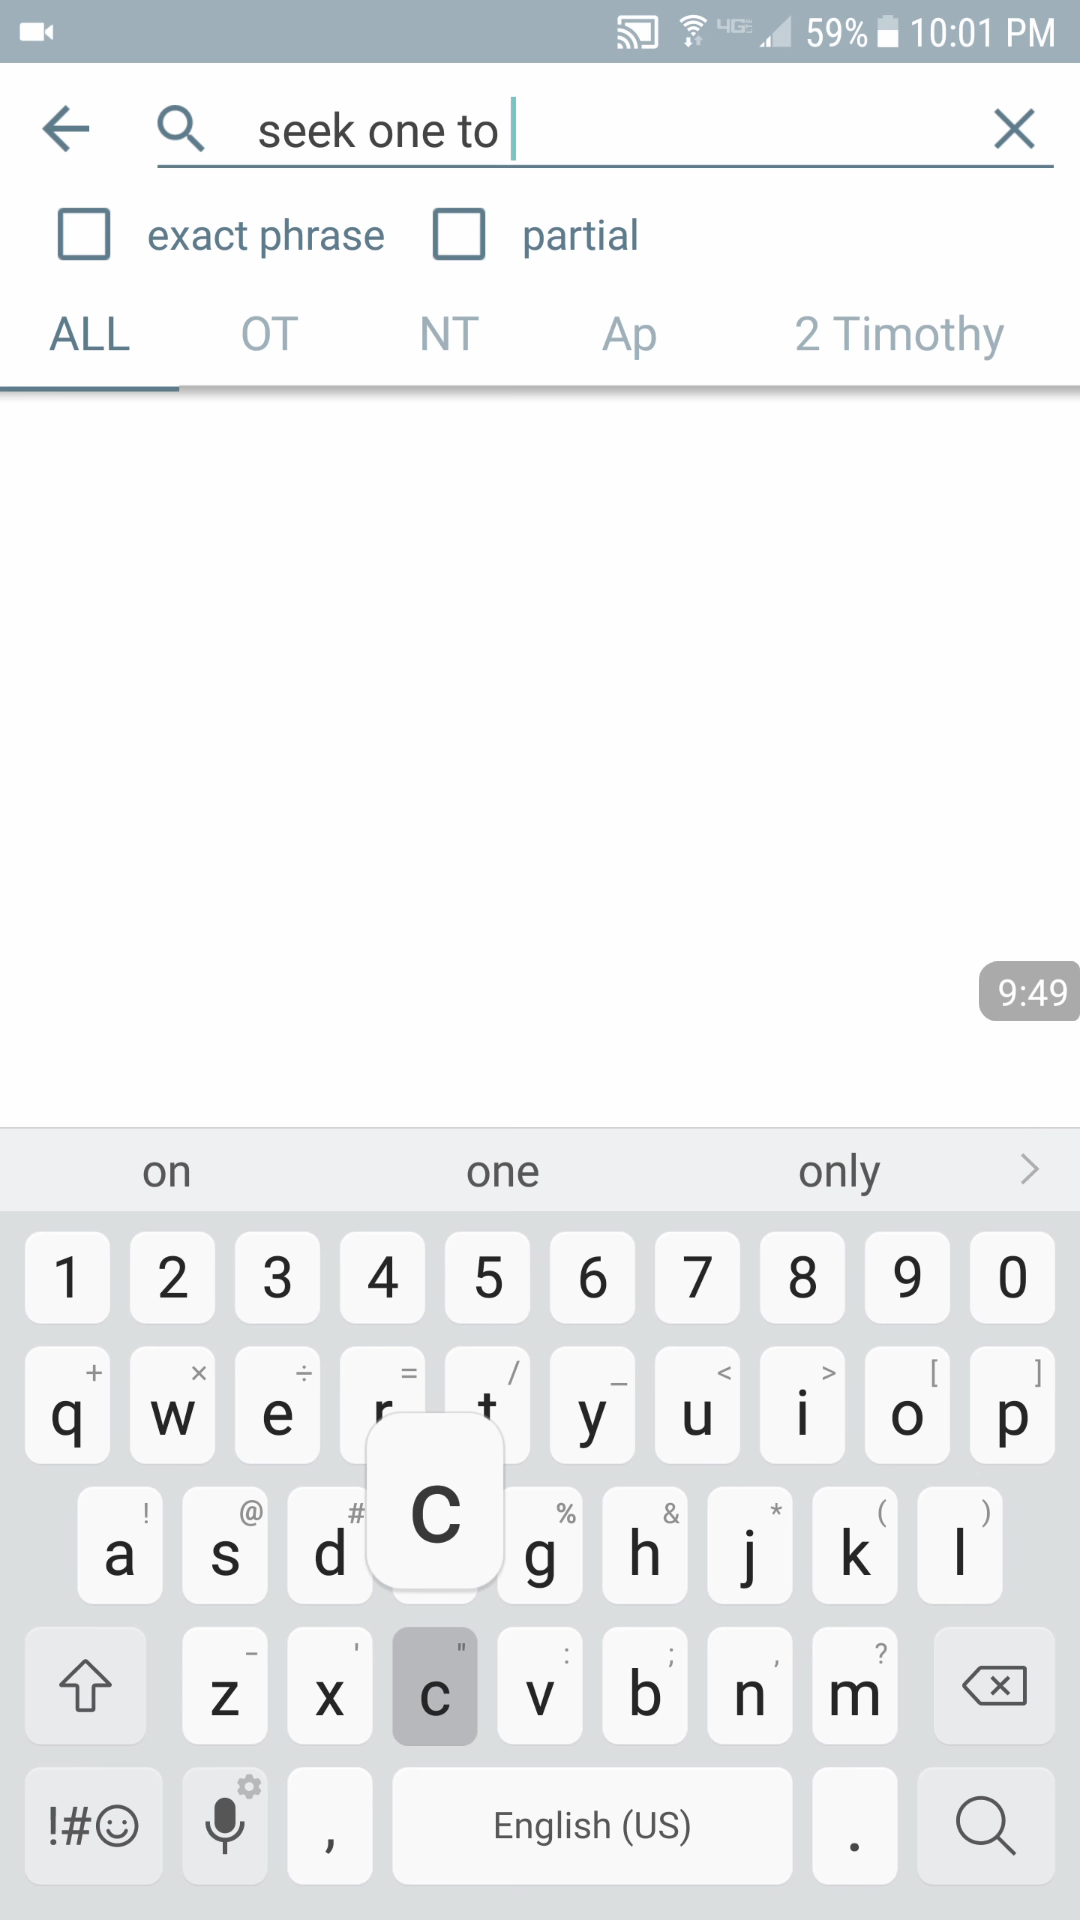 4G 59% 10:01 PM
seek one to
exact phrase partial
ALL OT NT Ap 2 Timothy
9:49
on one only
1 2 3 4 5 6 7 8 9 0
+ × ÷ = / _ < > [ ]
q w e r t y u i o p
! @ # % & * ( )
a s d c g h j k l
- ' " : ; , ?
z x c v b n m
!#☺ , English (US) .